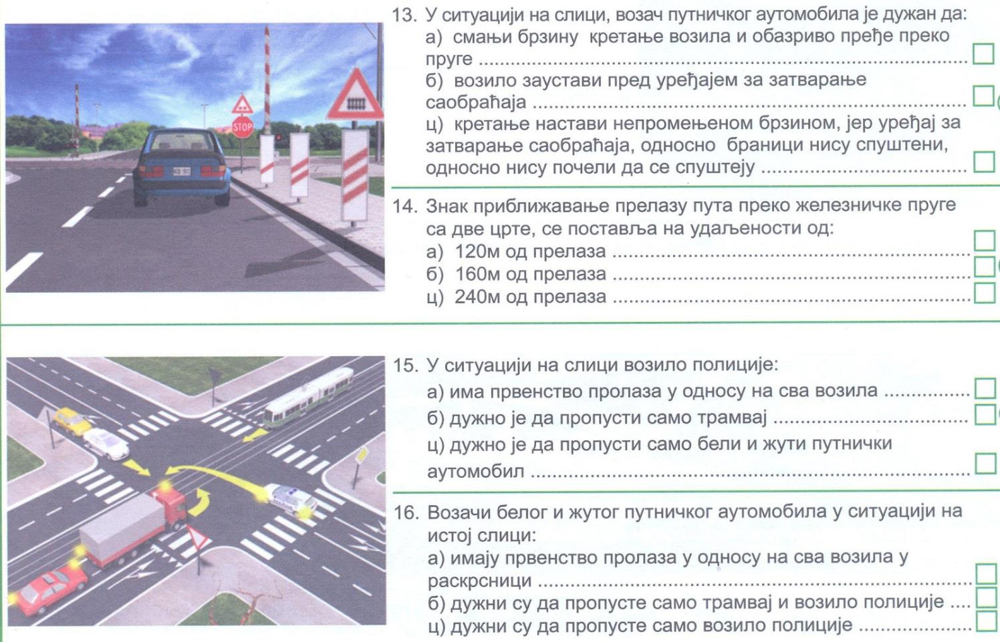 13. У ситуацији на слици, возач путничког аутомобила је дужан да:
а) смањи брзину кретање возила и обазриво пређе преко
пруге
б) возило заустави пред уређајем за затварање
саобраћаја
ц) кретање настави непромењеном брзином, јер уређај за
затварање саобраћаја, односно браници нису спуштени,
односно нису почели да се спуштеју
STOP
14. Знак приближавање прелазу пута преко железничке пруге
са две црте, се поставља на удаљености од:
а) 120м од прелаза
б) 160м од прелаза
ц) 240м од прелаза
15. У ситуацији на слици возило полиције:
а) има првенство пролаза у односу на сва возила
б) дужно је да пропусти само трамвај
ц) дужно је да пропусти само бели и жути путнички
аутомобил
16. Возачи белог и жутог путничког аутомобила у ситуацији на
истој слици:
а) имају првенство пролаза у односу на сва возила у
раскрсници
б) дужни су да пропусте само трамвај и возило полиције
ц) дужни су да пропусте само возило полиције